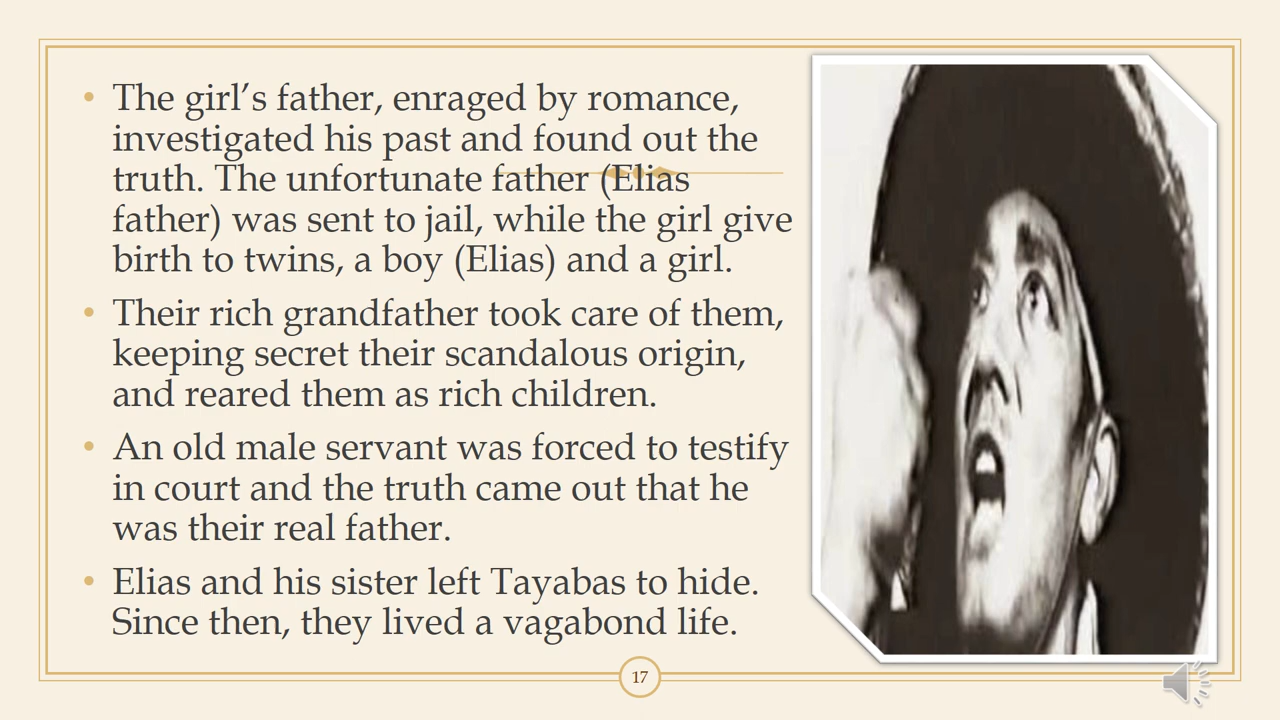 • The girl’s father, enraged by romance,
investigated his past and found out the
truth. The unfortunate father (Elias
father) was sent to jail, while the girl give
birth to twins, a boy (Elias) and a girl.
• Their rich grandfather took care of them,
keeping secret their scandalous origin,
and reared them as rich children.
• An old male servant was forced to testify
in court and the truth came out that he
was their real father.
• Elias and his sister left Tayabas to hide.
Since then, they lived a vagabond life.
17